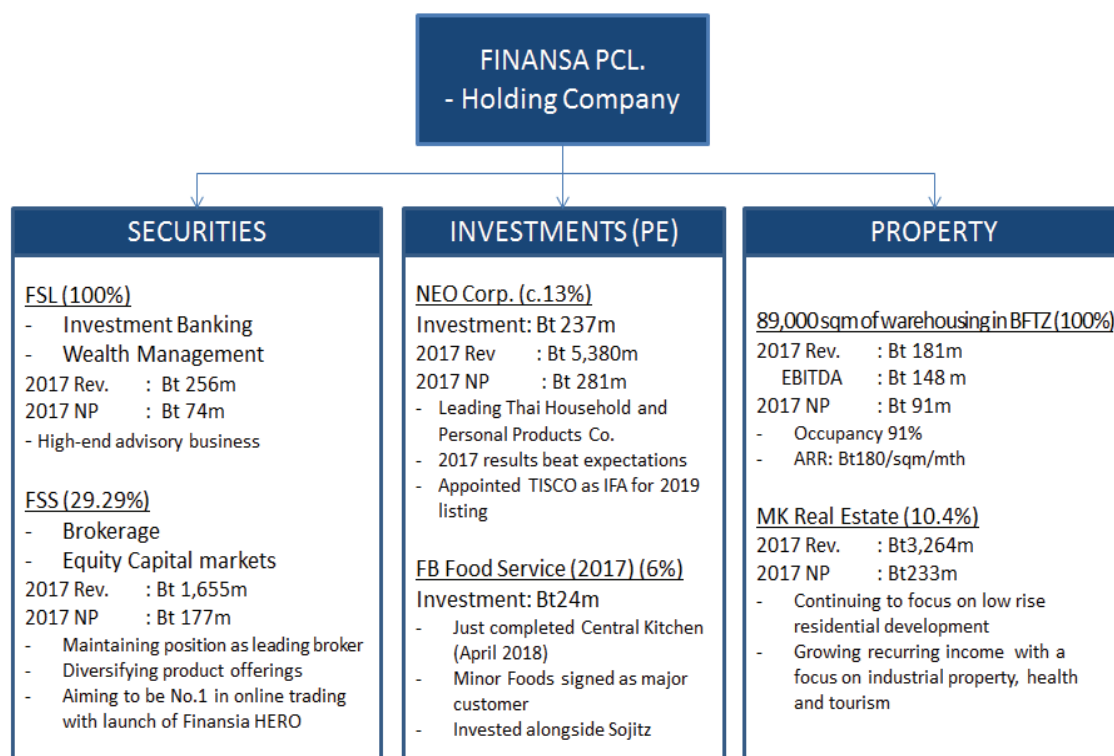 FINANSA PCL.
- Holding Company
SECURITIES
FSL (100%)
- Investment Banking
- Wealth Management
2017 Rev. : Bt 256m
2017 NP : Bt 74m
- High-end advisory business
FSS (29.29%)
- Brokerage
- Equity Capital markets
2017 Rev. : Bt 1,655m
2017 NP : Bt 177m
- Maintaining position as leading broker
- Diversifying product offerings
- Aiming to be No.1 in online trading
with launch of Finansia HERO
INVESTMENTS (PE)
NEO Corp. (c.13%)
Investment: Bt 237m
2017 Rev : Bt 5,380m
2017 NP : Bt 281m
- Leading Thai Household and
Personal Products Co.
- 2017 results beat expectations
- Appointed TISCO as IFA for 2019
listing
FB Food Service (2017) (6%)
Investment: Bt24m
- Just completed Central Kitchen
(April 2018)
- Minor Foods signed as major
customer
- Invested alongside Sojitz
PROPERTY
89,000 sqm of warehousing in BFTZ (100%)
2017 Rev. : Bt 181m
EBITDA : Bt 148 m
2017 NP : Bt 91m
- Occupancy 91%
- ARR: Bt180/sqm/mth
MK Real Estate (10.4%)
2017 Rev. : Bt3,264m
2017 NP : Bt233m
- Continuing to focus on low rise
residential development
- Growing recurring income with a
focus on industrial property, health
and tourism